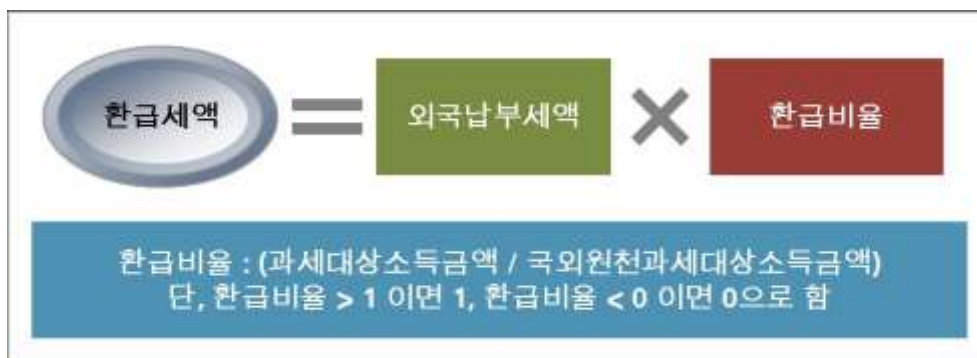 환급세액 = 외국납부세액 × 환급비율
환급비율 : (과세대상소득금액 / 국외원천과세대상소득금액)
단, 환급비율 > 1 이면 1, 환급비율 < 0 이면 0으로 함